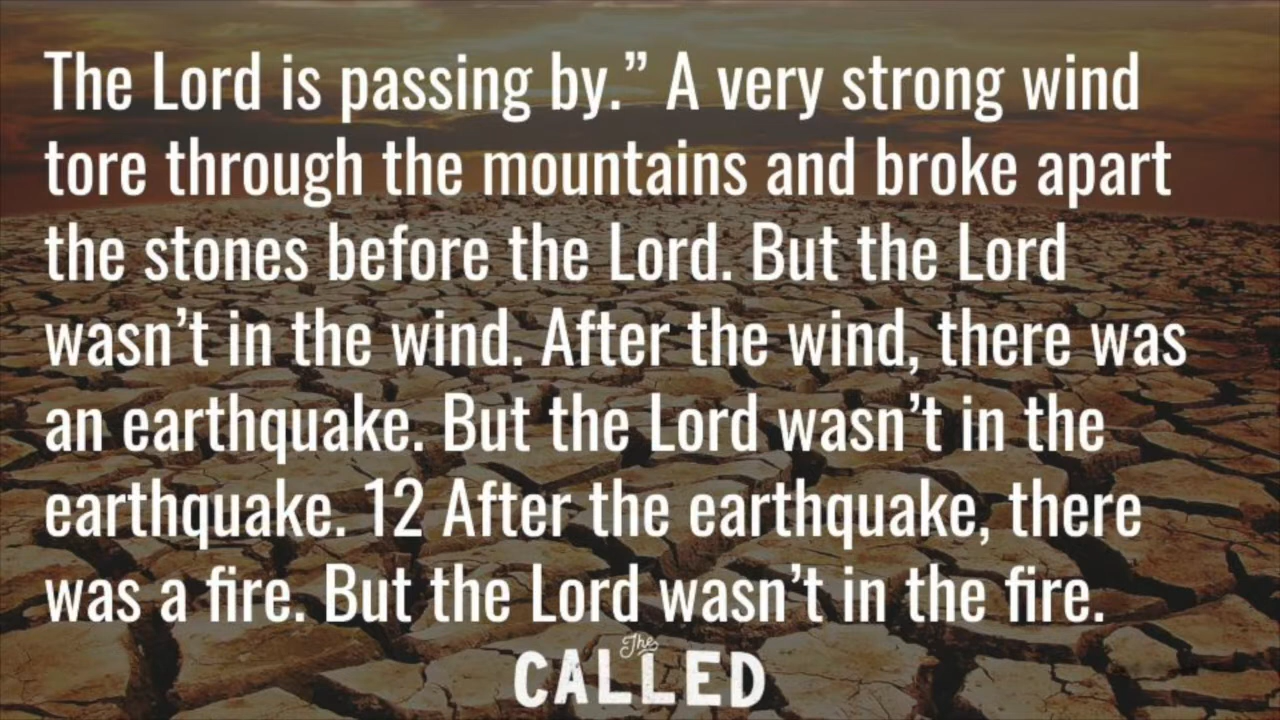 The Lord is passing by.” A very strong wind
tore through the mountains and broke apart
the stones before the Lord. But the Lord
wasn’t in the wind. After the wind, there was
an earthquake. But the Lord wasn’t in the
earthquake. 12 After the earthquake, there
was a fire. But the Lord wasn’t in the fire.
The
CALLED